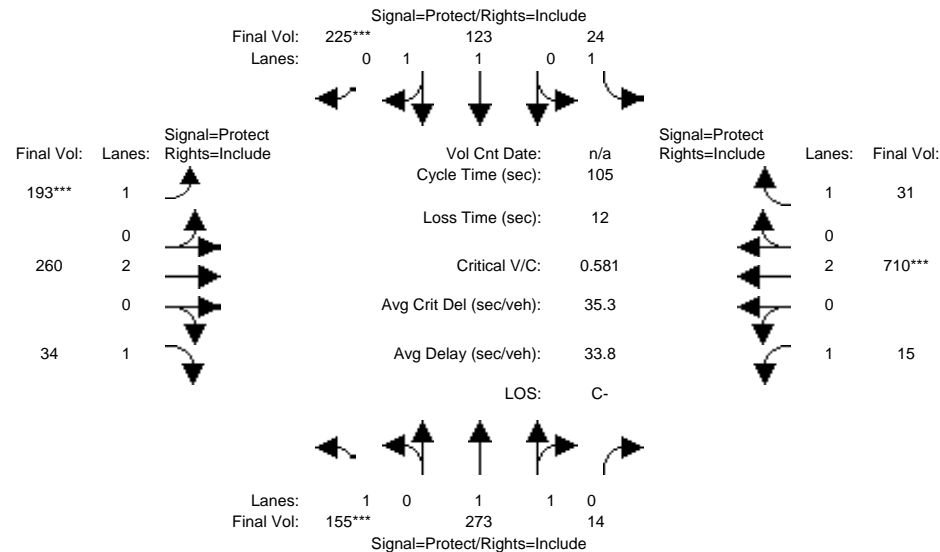 Signal=Protect/Rights=Include
Final Vol: 225*** 123 24
Lanes: 0 1 1 0 1
Signal=Protect Signal=Protect
Final Vol: Lanes: Rights=Include Vol Cnt Date: n/a Rights=Include Lanes: Final Vol:
Cycle Time (sec): 105
193*** 1 1 31
Loss Time (sec): 12
0 0
260 2 Critical V/C: 0.581 2 710***
0 Avg Crit Del (sec/veh): 35.3 0
34 1 Avg Delay (sec/veh): 33.8 1 15
LOS: C-
Lanes: 1 0 1 1 0
Final Vol: 155*** 273 14
Signal=Protect/Rights=Include